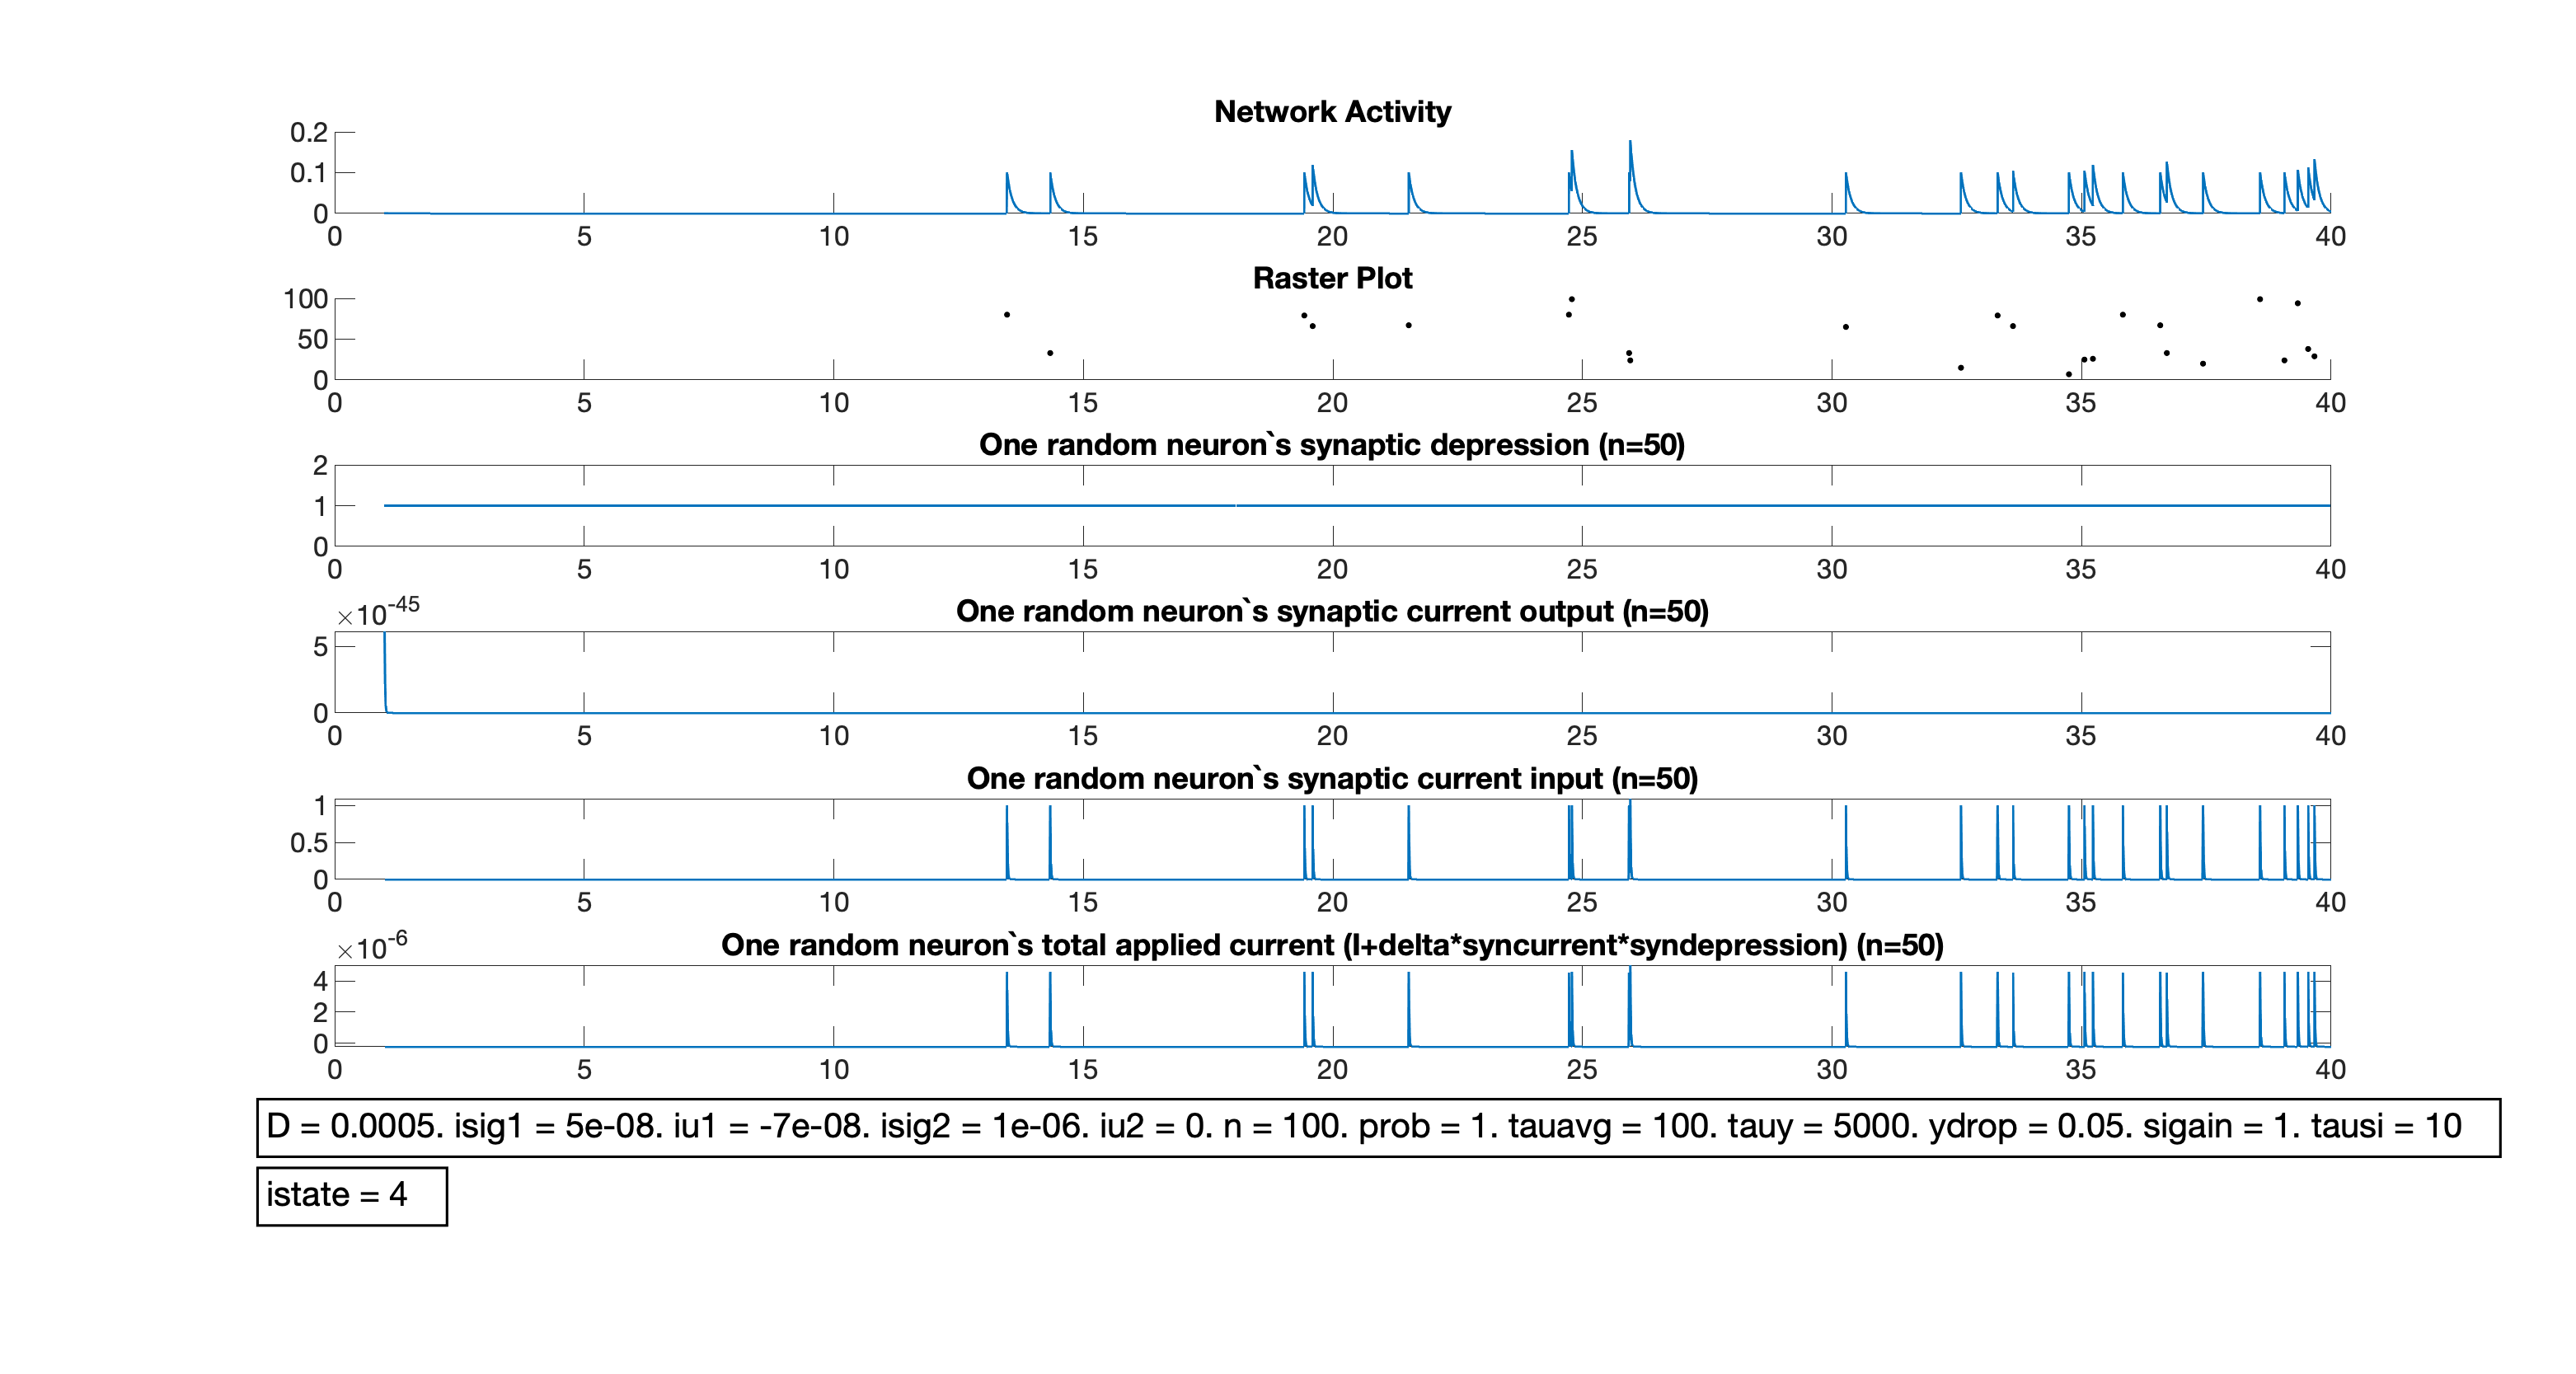 Network Activity
0.2
0.1
0
0 5 10 15 20 25 30 35 40
Raster Plot
100
50
0
0 5 10 15 20 25 30 35 40
One random neuron`s synaptic depression (n=50)
2
1
0
0 5 10 15 20 25 30 35 40
×10-45
One random neuron`s synaptic current output (n=50)
5
0
0 5 10 15 20 25 30 35 40
One random neuron`s synaptic current input (n=50)
1
0.5
0
0 5 10 15 20 25 30 35 40
×10-6
One random neuron`s total applied current (I+delta*syncurrent*syndepression) (n=50)
4
2
0
0 5 10 15 20 25 30 35 40
D = 0.0005. isig1 = 5e-08. iu1 = -7e-08. isig2 = 1e-06. iu2 = 0. n = 100. prob = 1. tauavg = 100. tauy = 5000. ydrop = 0.05. sigain = 1. tausi = 10
istate = 4